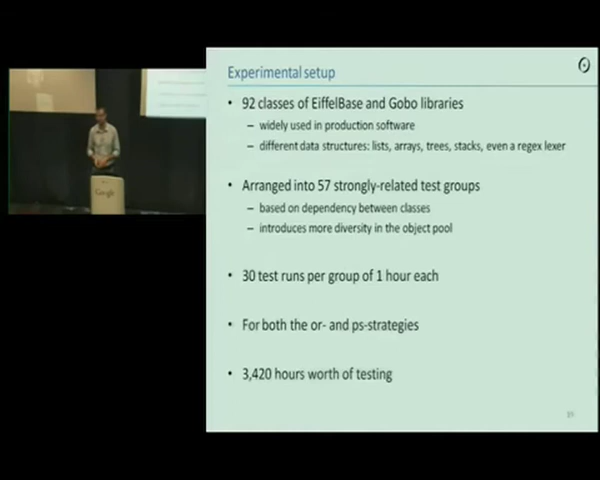 Experimental setup
• 92 classes of EiffelBase and Gobo libraries
– widely used in production software
– different data structures: lists, arrays, trees, stacks, even a regex lexer
• Arranged into 57 strongly-related test groups
– based on dependency between classes
– introduces more diversity in the object pool
• 30 test runs per group of 1 hour each
• For both the or- and ps-strategies
• 3,420 hours worth of testing
Google